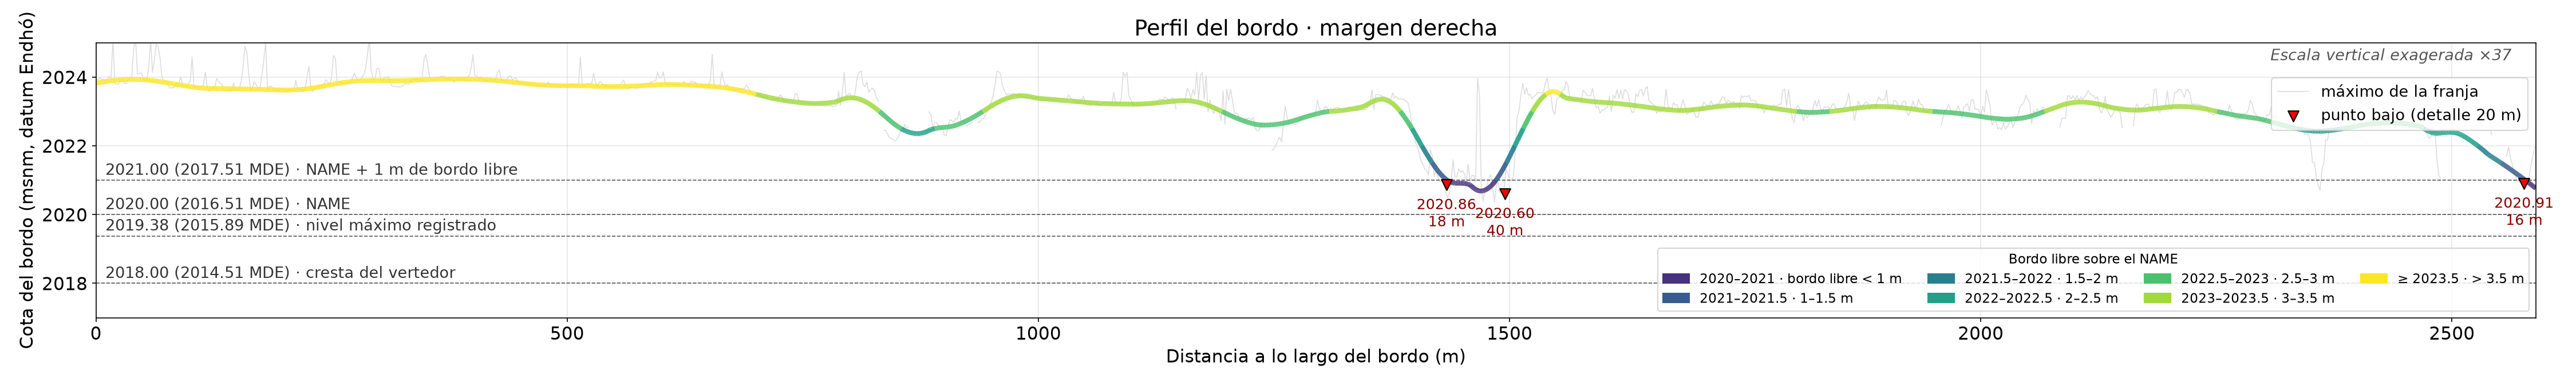 Perfil del bordo · margen derecha
Cota del bordo (msnm, datum Endhó)
Escala vertical exagerada ×37
máximo de la franja
punto bajo (detalle 20 m)
2024
2022
2020
2018
2021.00 (2017.51 MDE) · NAME + 1 m de bordo libre
2020.00 (2016.51 MDE) · NAME
2019.38 (2015.89 MDE) · nivel máximo registrado
2018.00 (2014.51 MDE) · cresta del vertedor
2020.86
18 m
2020.60
40 m
2020.91
16 m
Bordo libre sobre el NAME
2020–2021 · bordo libre < 1 m
2021–2021.5 · 1–1.5 m
2021.5–2022 · 1.5–2 m
2022–2022.5 · 2–2.5 m
2022.5–2023 · 2.5–3 m
2023–2023.5 · 3–3.5 m
≥ 2023.5 · > 3.5 m
0 500 1000 1500 2000 2500
Distancia a lo largo del bordo (m)